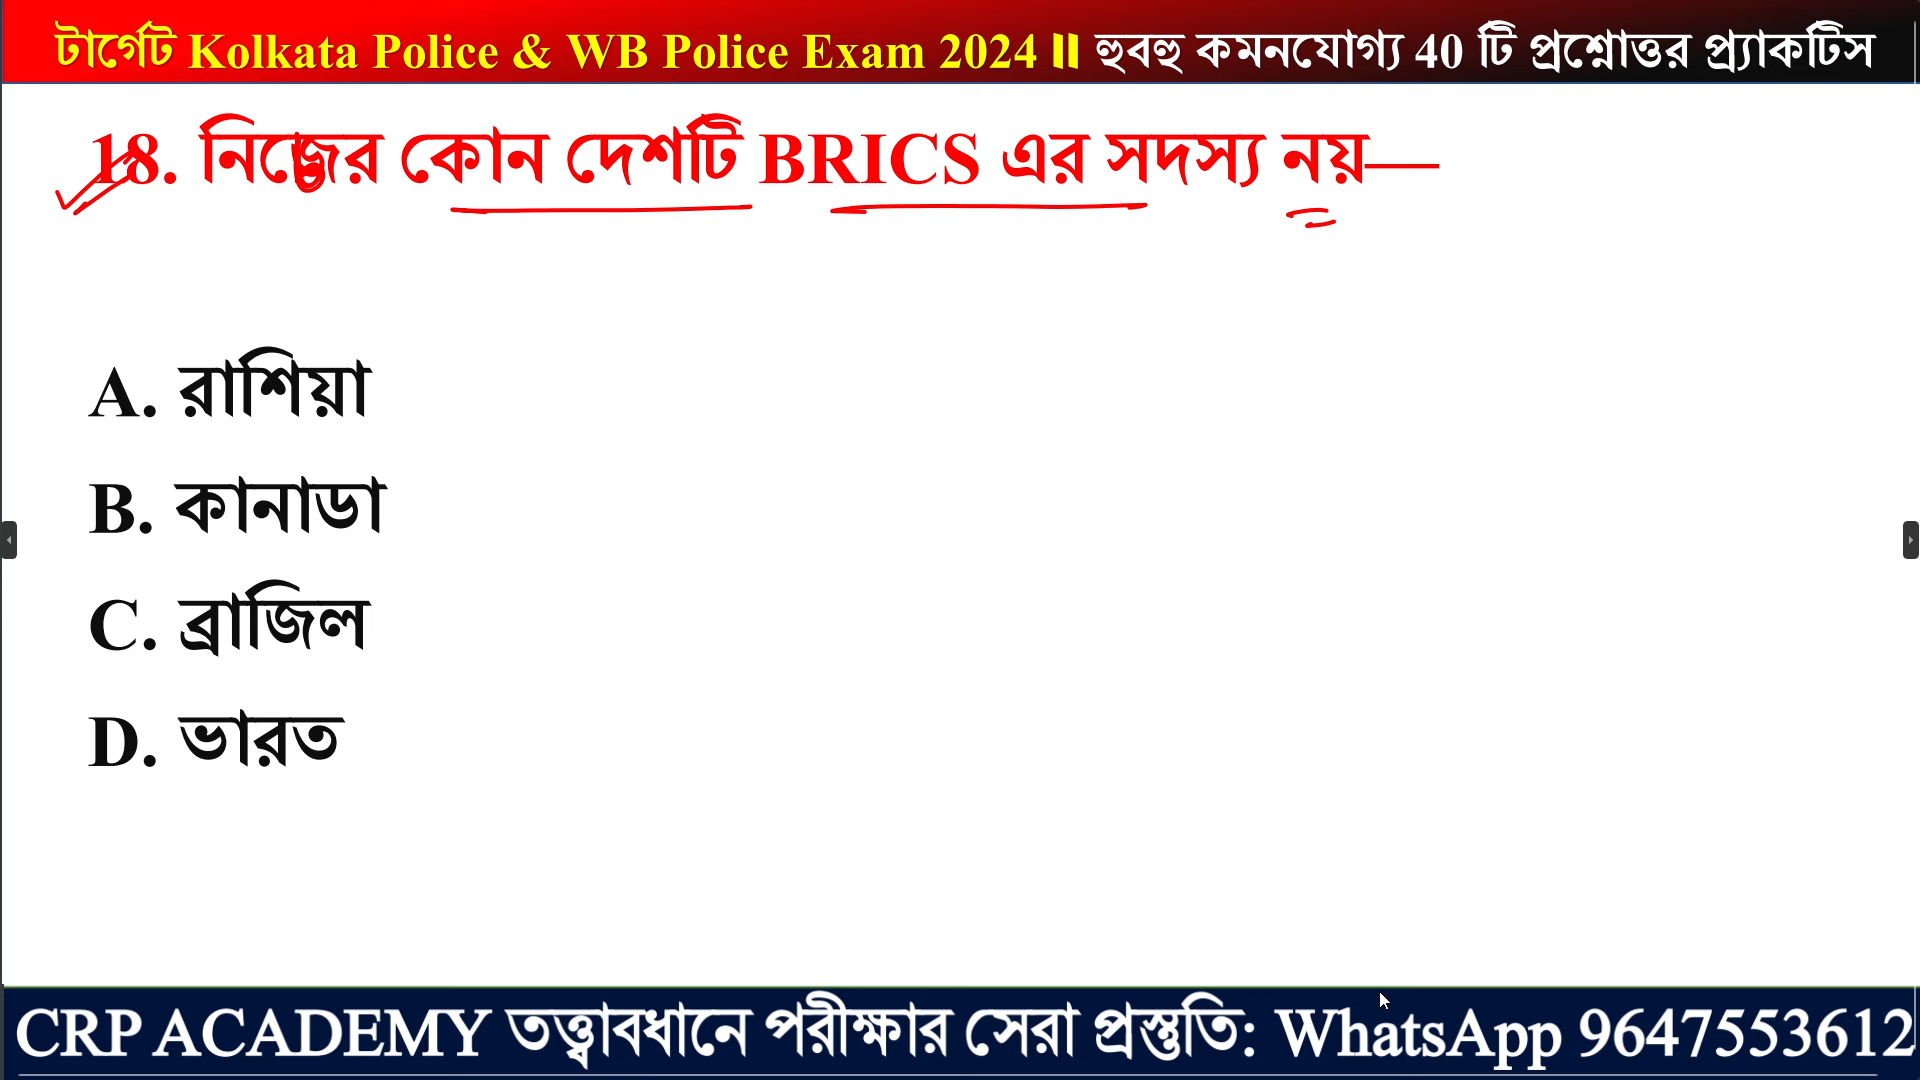 টার্গেট Kolkata Police & WB Police Exam 2024 ॥ হুবহু কমনযোগ্য 40 টি প্রশ্নোত্তর প্র্যাকটিস
18. নিজের কোন দেশটি BRICS এর সদস্য নয়—
A. রাশিয়া
B. কানাডা
C. ব্রাজিল
D. ভারত
CRP ACADEMY তত্ত্বাবধানে পরীক্ষার সেরা প্রস্তুতি: WhatsApp 9647553612